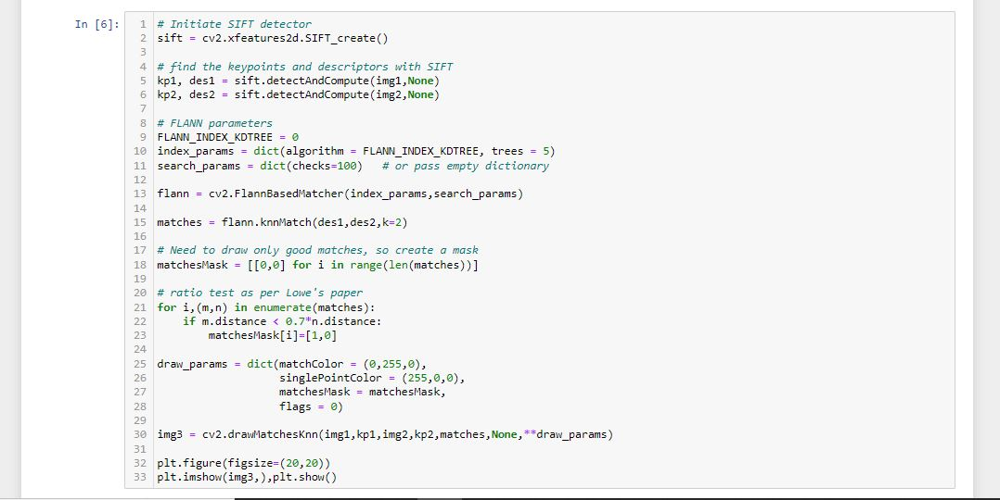 In [6]:
1 # Initiate SIFT detector
2 sift = cv2.xfeatures2d.SIFT_create()
3
4 # find the keypoints and descriptors with SIFT
5 kp1, des1 = sift.detectAndCompute(img1,None)
6 kp2, des2 = sift.detectAndCompute(img2,None)
7
8 # FLANN parameters
9 FLANN_INDEX_KDTREE = 0
10 index_params = dict(algorithm = FLANN_INDEX_KDTREE, trees = 5)
11 search_params = dict(checks=100)   # or pass empty dictionary
12
13 flann = cv2.FlannBasedMatcher(index_params,search_params)
14
15 matches = flann.knnMatch(des1,des2,k=2)
16
17 # Need to draw only good matches, so create a mask
18 matchesMask = [[0,0] for i in range(len(matches))]
19
20 # ratio test as per Lowe's paper
21 for i,(m,n) in enumerate(matches):
22     if m.distance < 0.7*n.distance:
23         matchesMask[i]=[1,0]
24
25 draw_params = dict(matchColor = (0,255,0),
26                    singlePointColor = (255,0,0),
27                    matchesMask = matchesMask,
28                    flags = 0)
29
30 img3 = cv2.drawMatchesKnn(img1,kp1,img2,kp2,matches,None,**draw_params)
31
32 plt.figure(figsize=(20,20))
33 plt.imshow(img3,),plt.show()